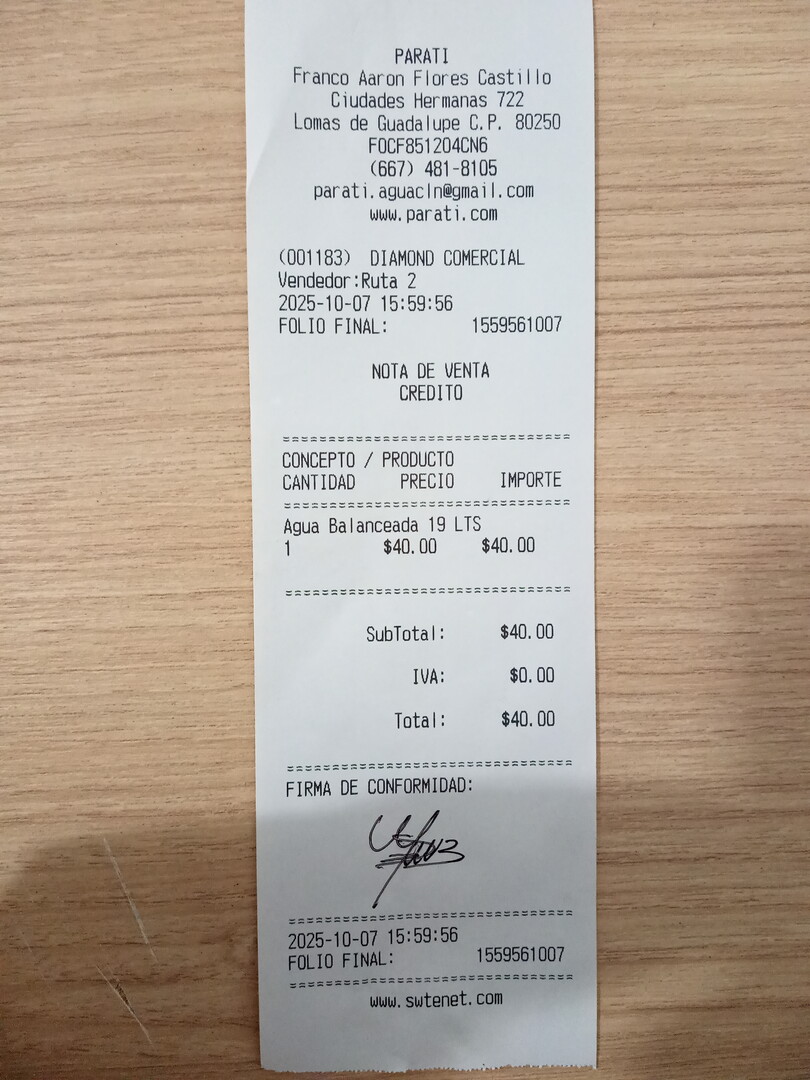 PARATI
Franco Aaron Flores Castillo
Ciudades Hermanas 722
Lomas de Guadalupe C.P. 80250
FOCF851204CN6
(667) 481-8105
parati.aguacln@gmail.com
www.parati.com
(001183) DIAMOND COMERCIAL
Vendedor:Ruta 2
2025-10-07 15:59:56
FOLIO FINAL: 1559561007
NOTA DE VENTA
CREDITO
CONCEPTO / PRODUCTO
CANTIDAD PRECIO IMPORTE
Agua Balanceada 19 LTS
1 $40.00 $40.00
SubTotal: $40.00
IVA: $0.00
Total: $40.00
FIRMA DE CONFORMIDAD:
2025-10-07 15:59:56
FOLIO FINAL: 1559561007
www.swtenet.com